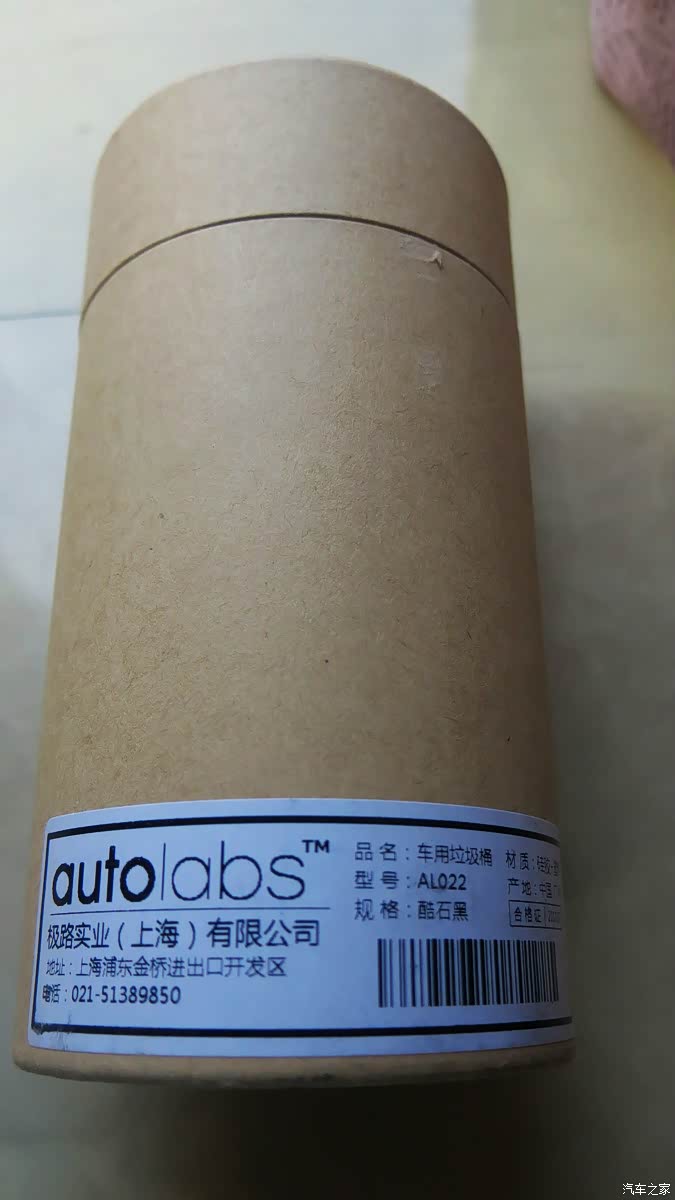 autolabs™
极路实业（上海）有限公司
地址：上海浦东金桥进出口开发区
电话：021-51389850
品 名：车用垃圾桶
型 号：AL022
规 格：酷石黑
材 质：硅胶
产 地：中国
合格证
汽车之家